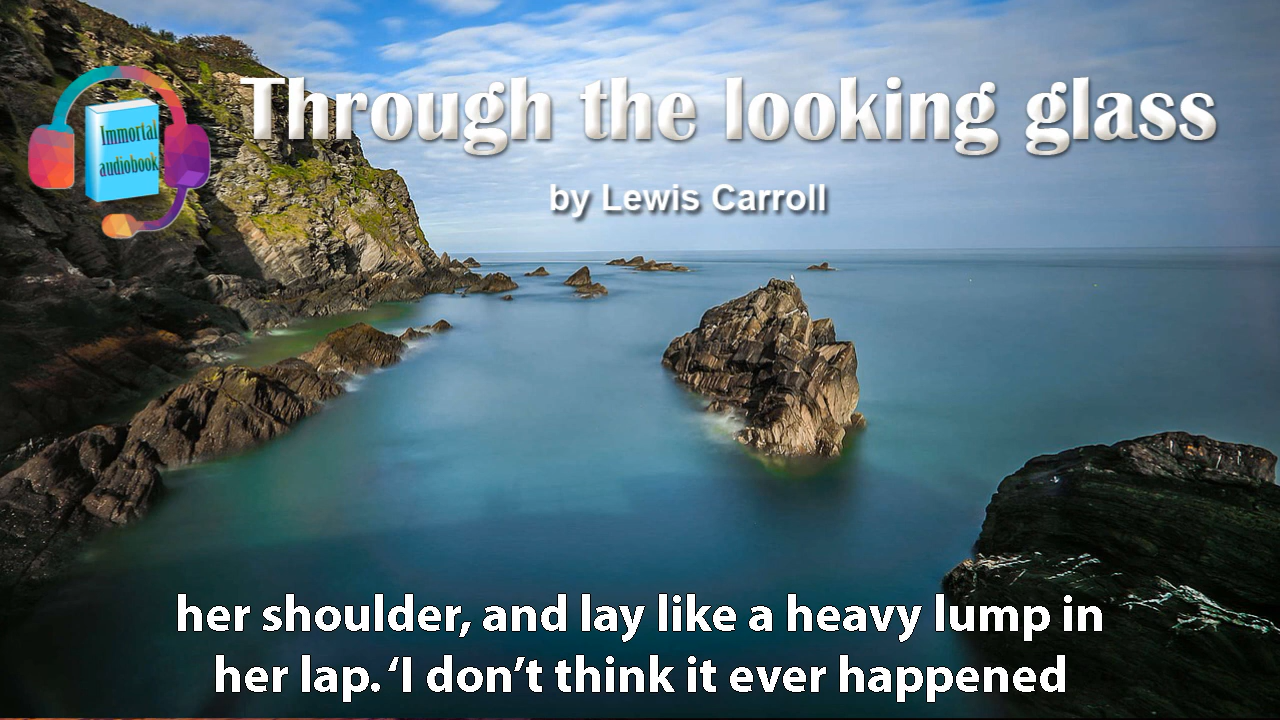 Through the looking glass
Immortal
audiobook
by Lewis Carroll
her shoulder, and lay like a heavy lump in
her lap. ‘I don’t think it ever happened